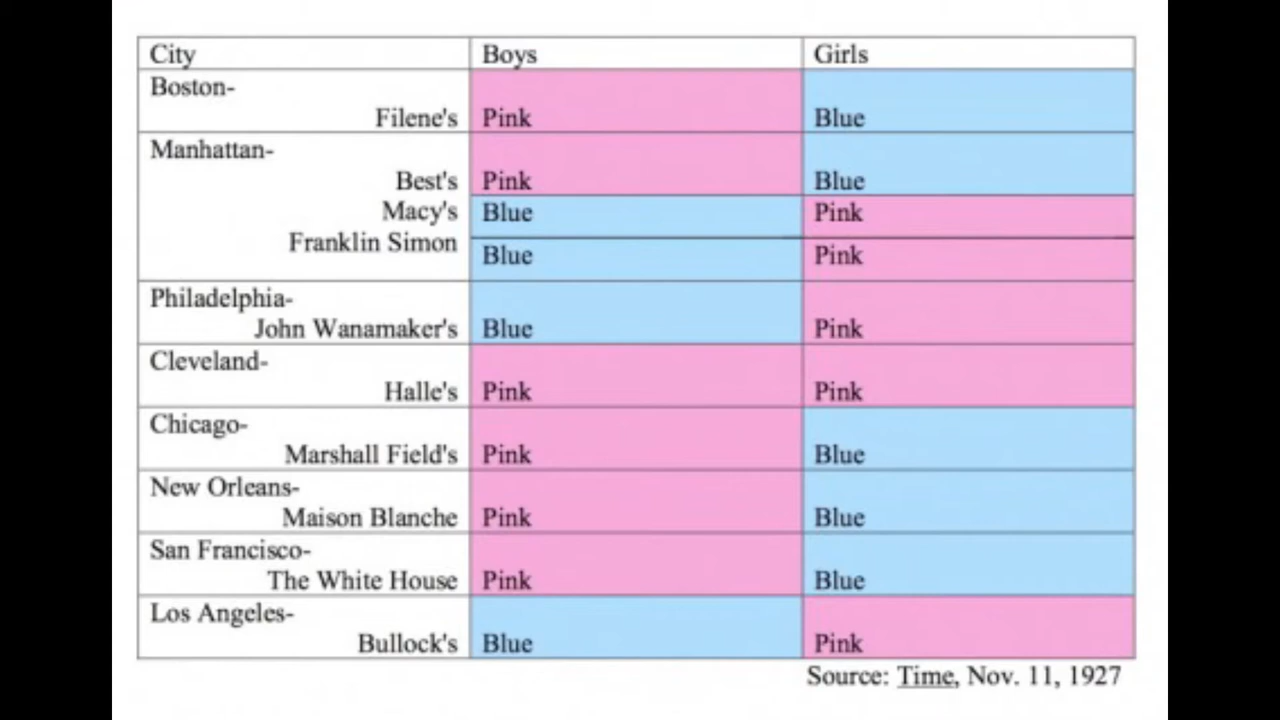 City Boys Girls
Boston-
Filene's Pink Blue
Manhattan-
Best's Pink Blue
Macy's Blue Pink
Franklin Simon Blue Pink
Philadelphia-
John Wanamaker's Blue Pink
Cleveland-
Halle's Pink Pink
Chicago-
Marshall Field's Pink Blue
New Orleans-
Maison Blanche Pink Blue
San Francisco-
The White House Pink Blue
Los Angeles-
Bullock's Blue Pink
Source: Time, Nov. 11, 1927